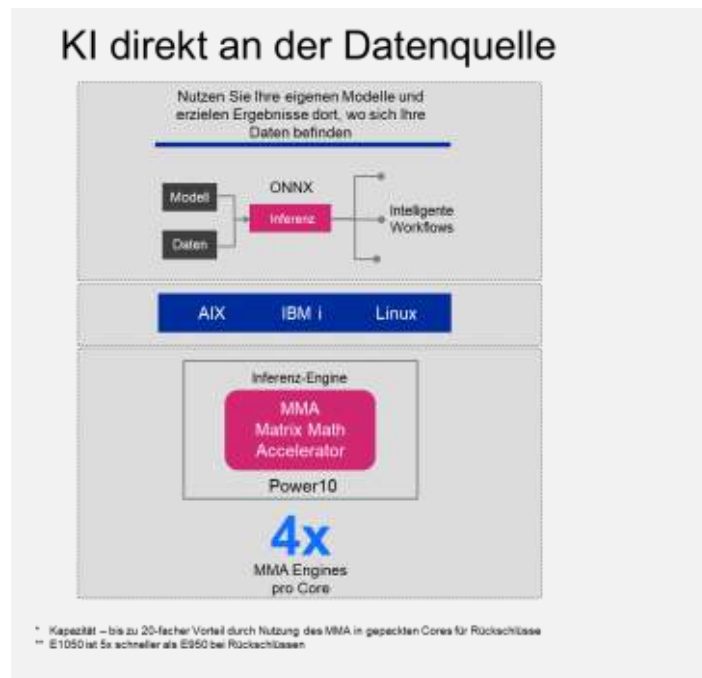 KI direkt an der Datenquelle
Nutzen Sie Ihre eigenen Modelle und
erzielen Ergebnisse dort, wo sich Ihre
Daten befinden
Modell
ONNX
Inferenz
Daten
Intelligente
Workflows
AIX IBM i Linux
Inferenz-Engine
MMA
Matrix Math
Accelerator
Power10
4x
MMA Engines
pro Core
* Kapazität – bis zu 20-facher Vorteil durch Nutzung des MMA in gepackten Cores für Rückschlüsse
** E1050 ist 5x schneller als E950 bei Rückschlüssen